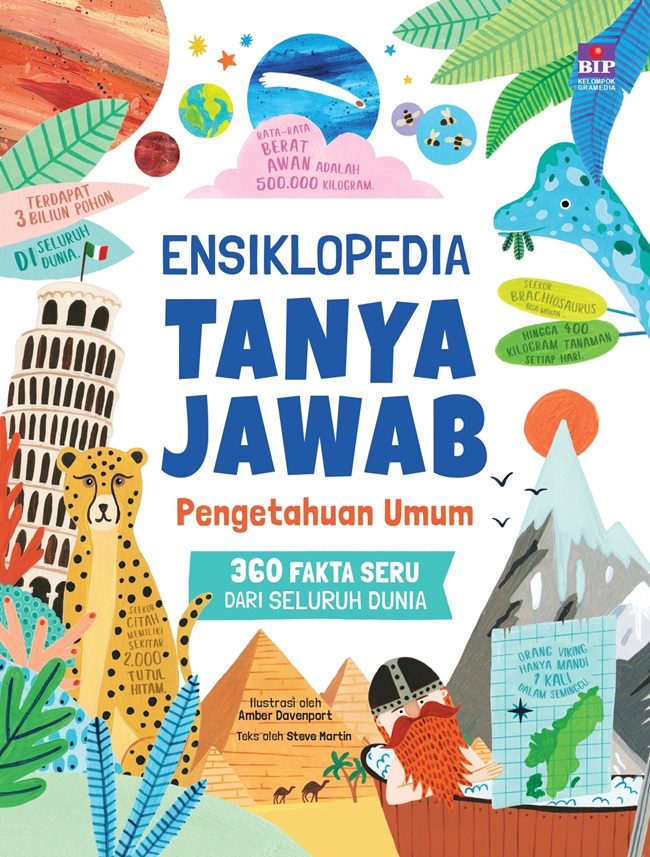 BIP
KELOMPOK
GRAMEDIA
RATA-RATA
BERAT
AWAN ADALAH
500.000 KILOGRAM.
TERDAPAT
3 BILIUN POHON
DI SELURUH
DUNIA.
ENSIKLOPEDIA
TANYA
JAWAB
Pengetahuan Umum
SEEKOR
BRACHIOSAURUS
BISA MAKAN
HINGGA 400
KILOGRAM TANAMAN
SETIAP HARI.
360 FAKTA SERU
DARI SELURUH DUNIA
SEEKOR
CITAH
MEMILIKI
SEKITAR
2.000
TUTUL
HITAM.
ORANG VIKING
HANYA MANDI
1 KALI
DALAM SEMINGGU.
Ilustrasi oleh
Amber Davenport
Teks oleh Steve Martin